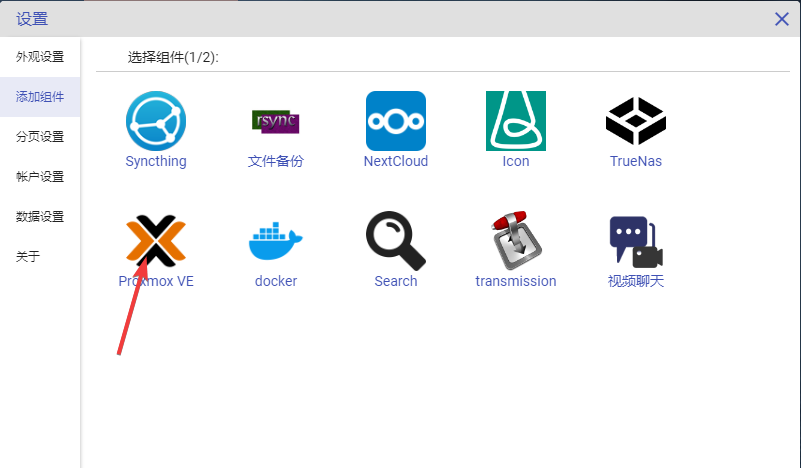 设置
外观设置
添加组件
分页设置
帐户设置
数据设置
关于
选择组件(1/2):
rsync
Syncthing
文件备份
NextCloud
Icon
TrueNas
Proxmox VE
docker
Search
transmission
视频聊天